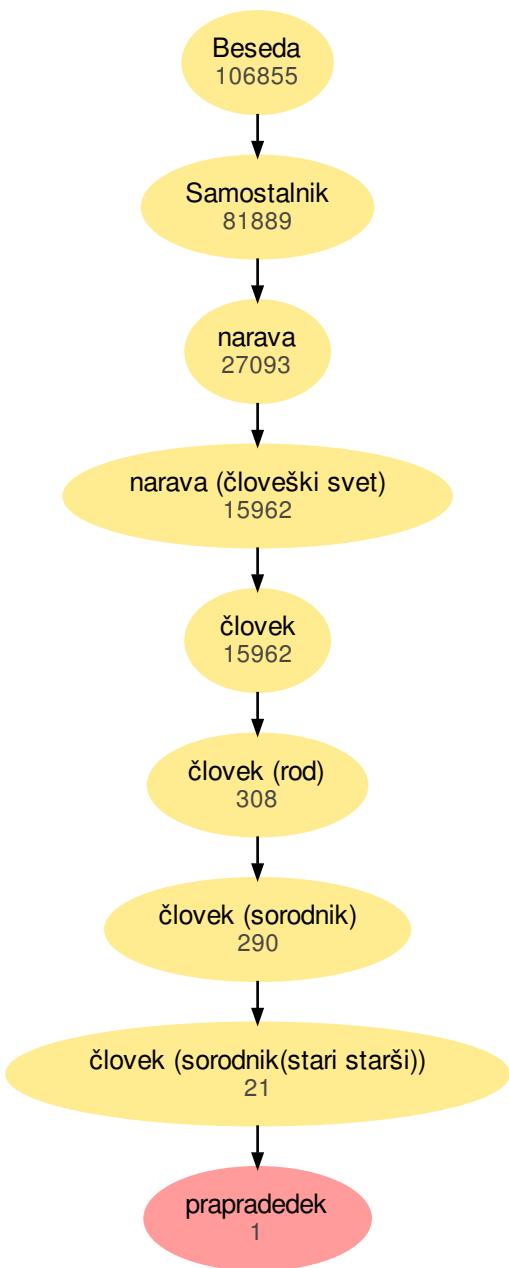 Beseda
106855
Samostalnik
81889
narava
27093
narava (človeški svet)
15962
človek
15962
človek (rod)
308
človek (sorodnik)
290
človek (sorodnik(stari starši))
21
prapradedek
1